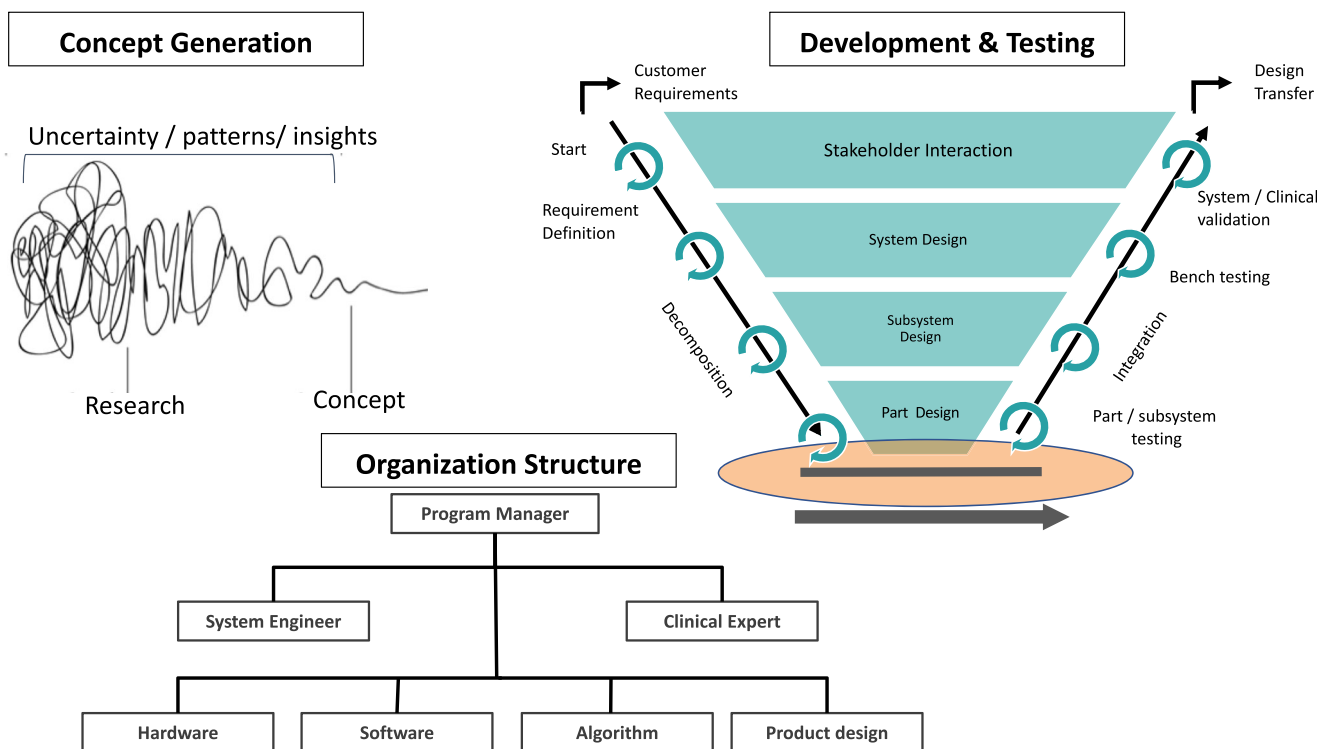 Concept Generation
Uncertainty / patterns/ insights
Research
Concept
Development & Testing
Customer
Requirements
Start
Requirement
Definition
Decomposition
Stakeholder Interaction
System Design
Subsystem
Design
Part Design
Design
Transfer
System / Clinical
validation
Bench testing
Integration
Part / subsystem
testing
Organization Structure
Program Manager
System Engineer
Clinical Expert
Hardware
Software
Algorithm
Product design